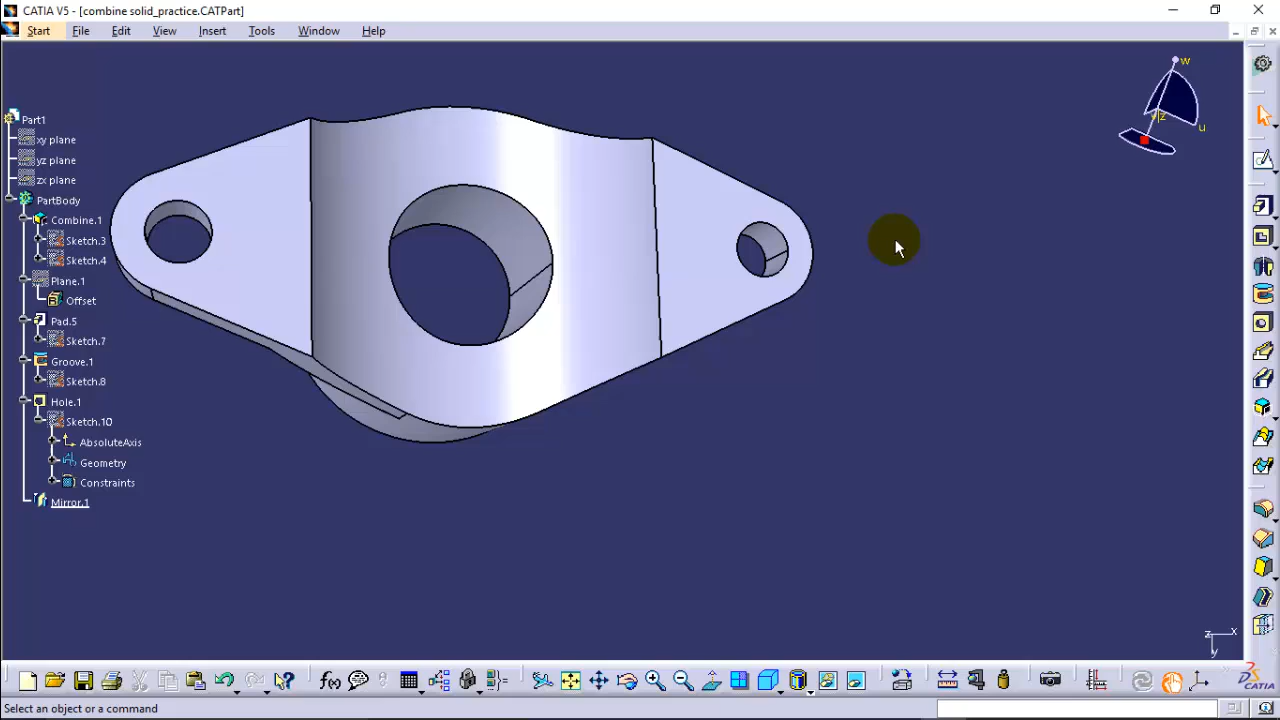 CATIA V5 - [combine solid_practice.CATPart]
Start File Edit View Insert Tools Window Help
Part1
xy plane
yz plane
zx plane
PartBody
Combine.1
Sketch.3
Sketch.4
Plane.1
Offset
Pad.5
Sketch.7
Groove.1
Sketch.8
Hole.1
Sketch.10
AbsoluteAxis
Geometry
Constraints
Mirror.1
w
u
z x
y
f(x)
CATIA
Select an object or a command